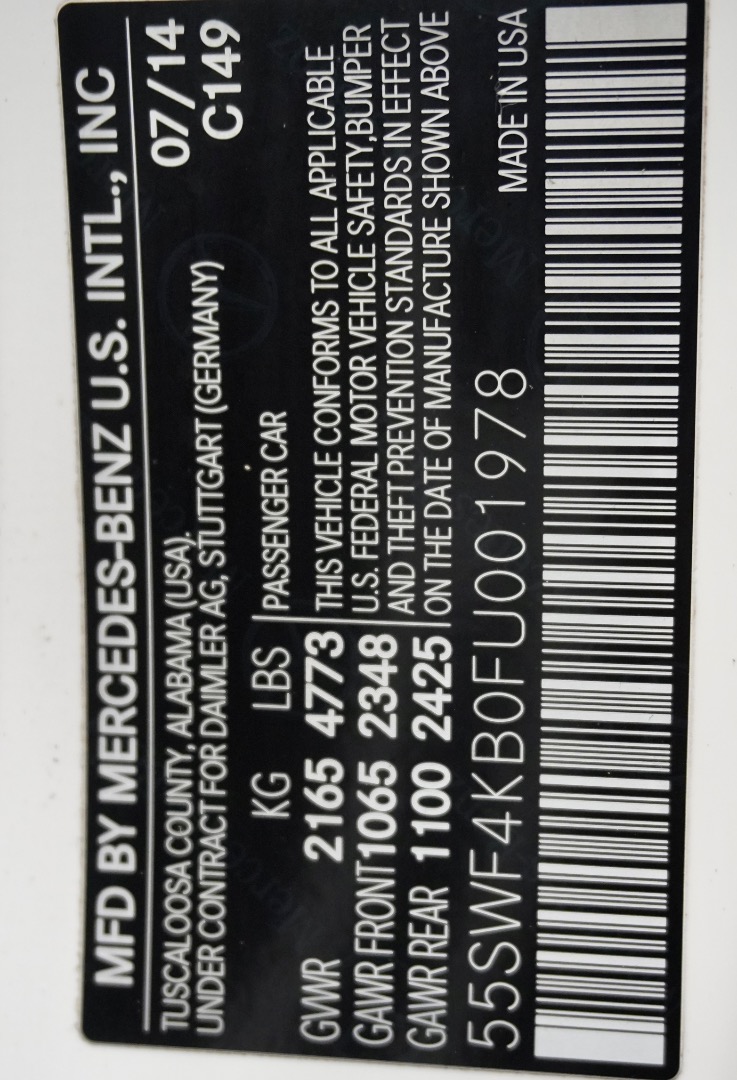 MFD BY MERCEDES-BENZ U.S. INTL., INC
07/14
TUSCALOOSA COUNTY, ALABAMA (USA).
C149
UNDER CONTRACT FOR DAIMLER AG, STUTTGART (GERMANY)
KG LBS PASSENGER CAR
GVWR 2165 4773 THIS VEHICLE CONFORMS TO ALL APPLICABLE
GAWR FRONT 1065 2348 U.S. FEDERAL MOTOR VEHICLE SAFETY,BUMPER
GAWR REAR 1100 2425 AND THEFT PREVENTION STANDARDS IN EFFECT
ON THE DATE OF MANUFACTURE SHOWN ABOVE
55SWF4KB0FU001978 MADE IN USA